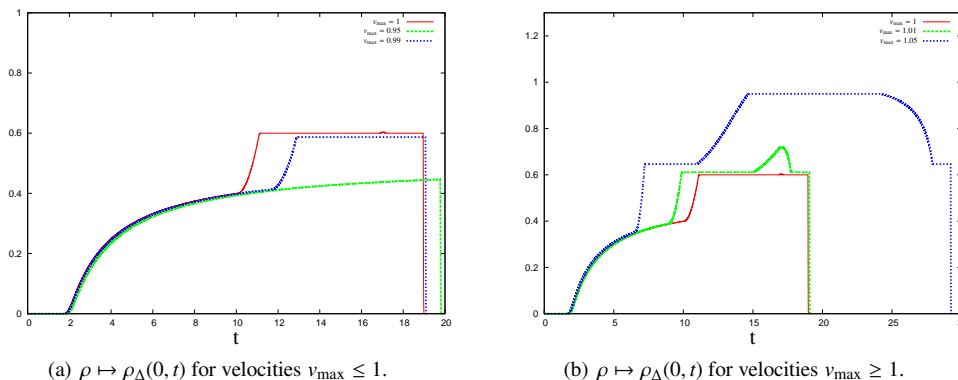 v_max = 1
v_max = 0.95
v_max = 0.99
1
0.8
0.6
0.4
0.2
0
0 2 4 6 8 10 12 14 16 18 20
t
(a) ρ ↦ ρ_Δ(0, t) for velocities v_max ≤ 1.
v_max = 1
v_max = 1.01
v_max = 1.05
1.2
1
0.8
0.6
0.4
0.2
0
0 5 10 15 20 25 30
t
(b) ρ ↦ ρ_Δ(0, t) for velocities v_max ≥ 1.